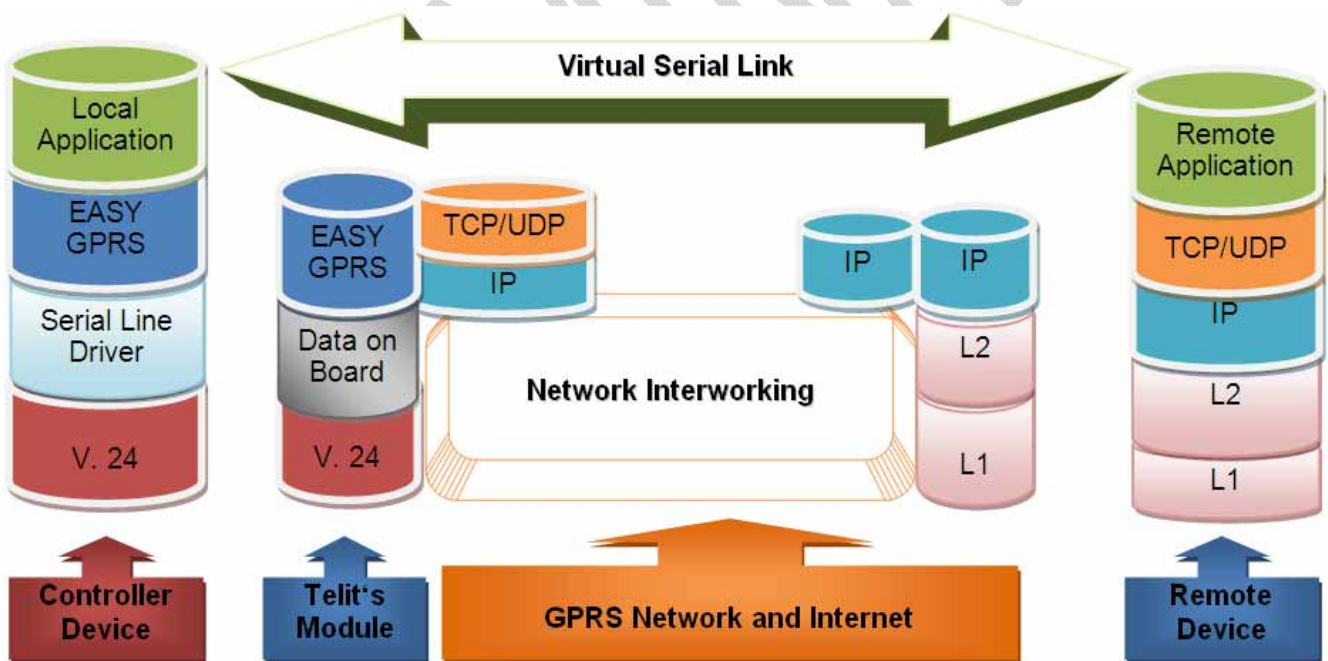 Virtual Serial Link
Local
Application
EASY
GPRS
Serial Line
Driver
V. 24
EASY
GPRS
Data on
Board
V. 24
TCP/UDP
IP
Network Interworking
IP
IP
L2
L1
Remote
Application
TCP/UDP
IP
L2
L1
Controller
Device
Telit's
Module
GPRS Network and Internet
Remote
Device